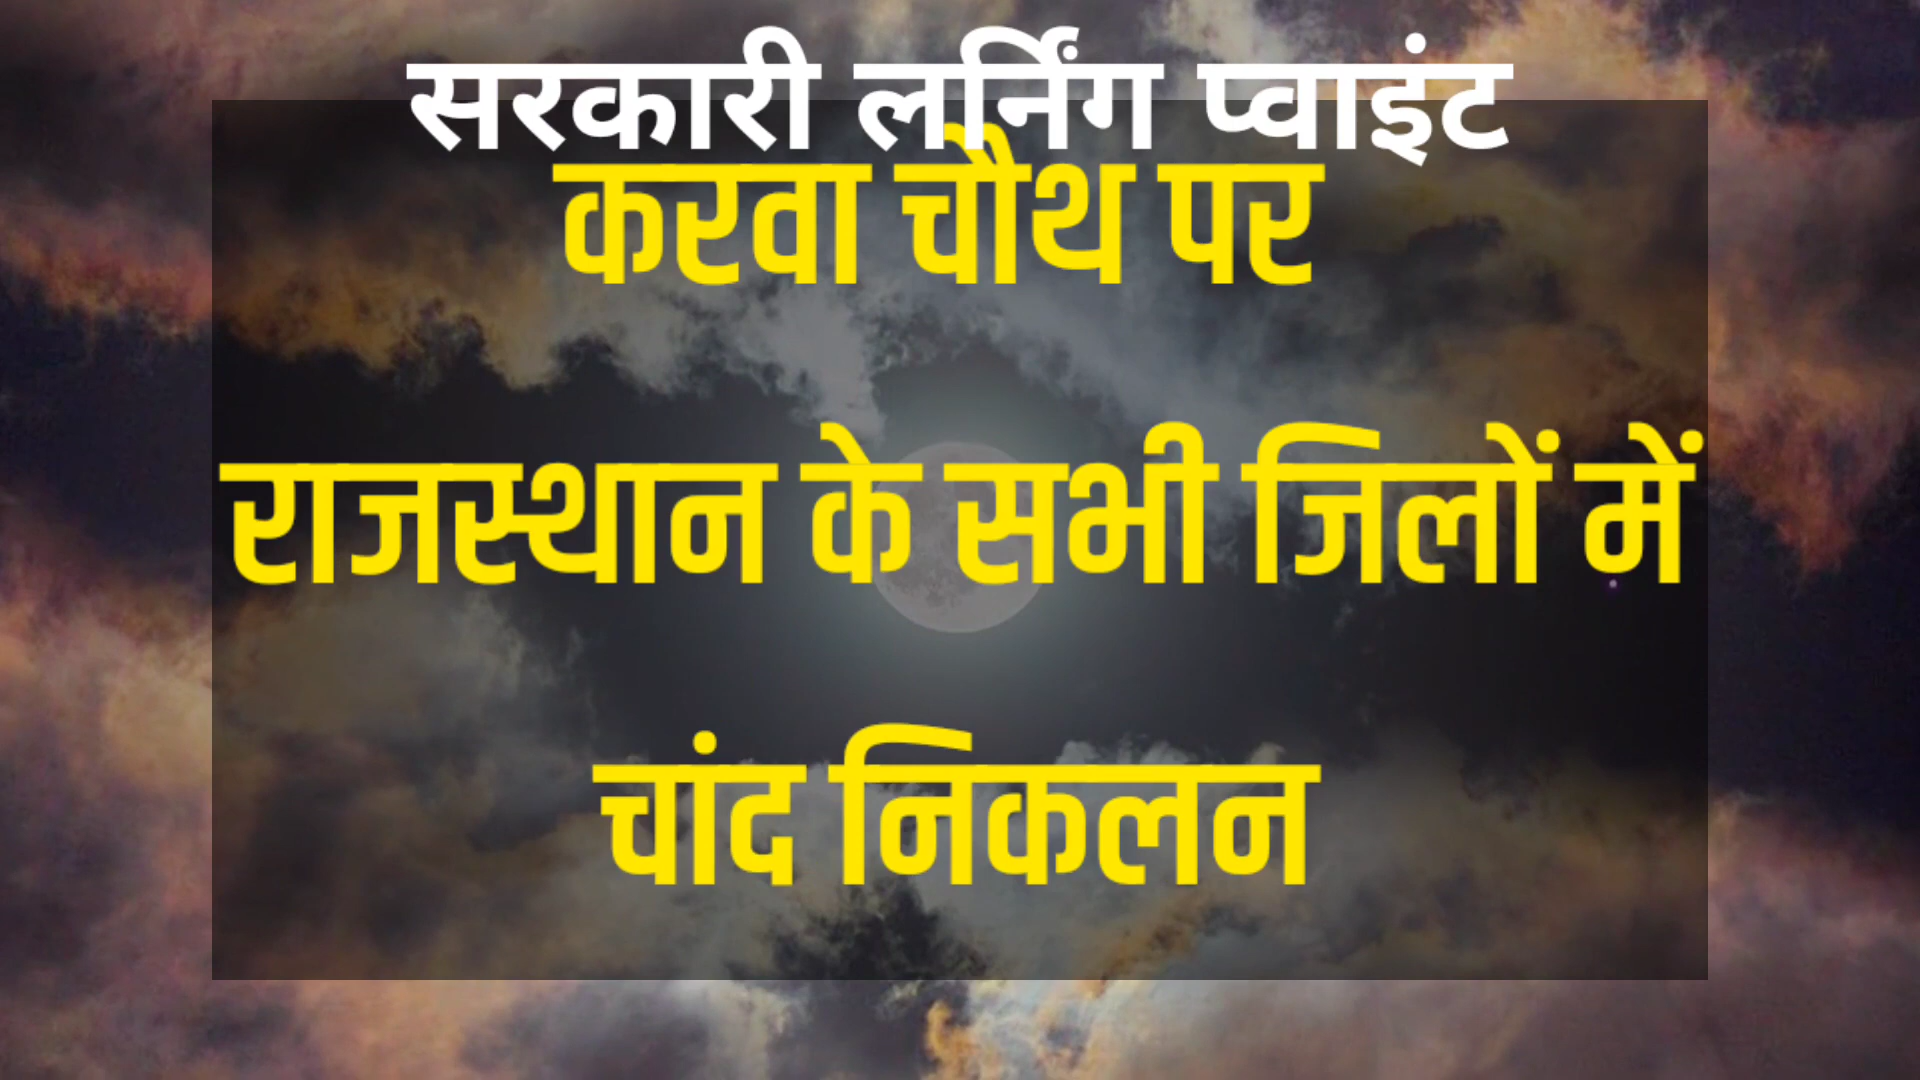 सरकारी लर्निंग प्वाइंट
करवा चौथ पर
राजस्थान के सभी जिलों में
चांद निकलन